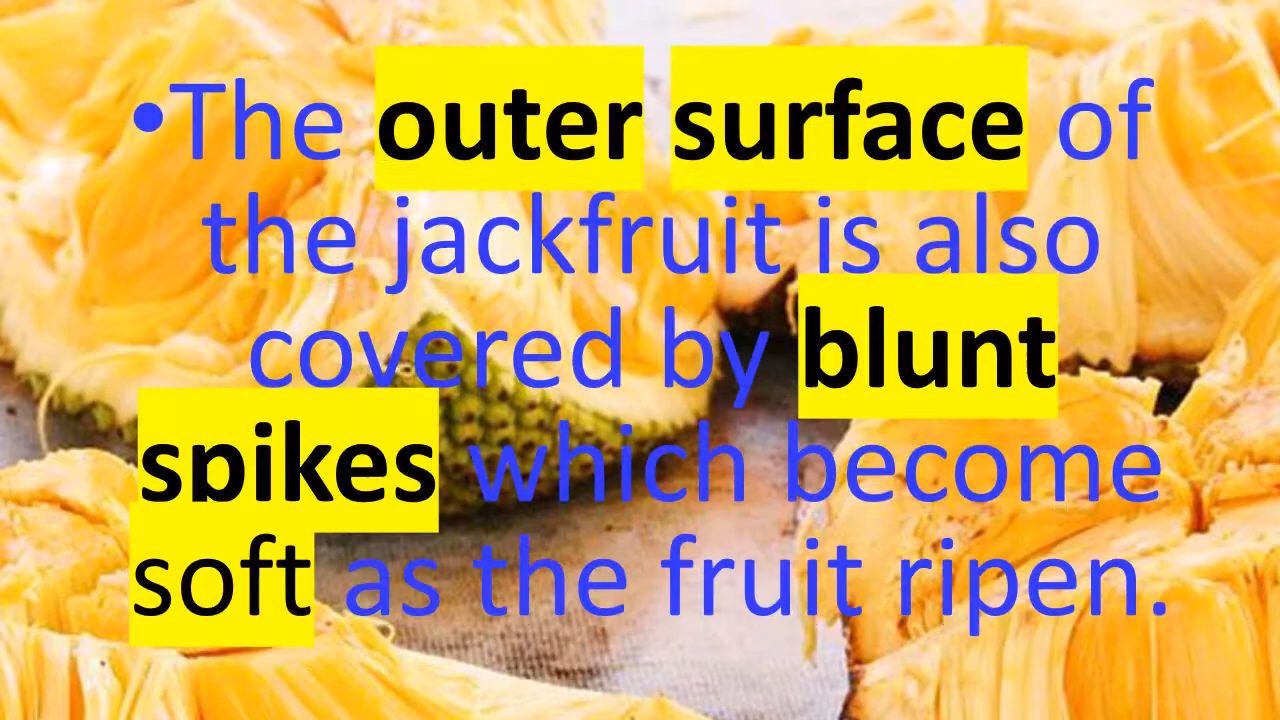 •The outer surface of
the jackfruit is also
covered by blunt
spikes which become
soft as the fruit ripen.